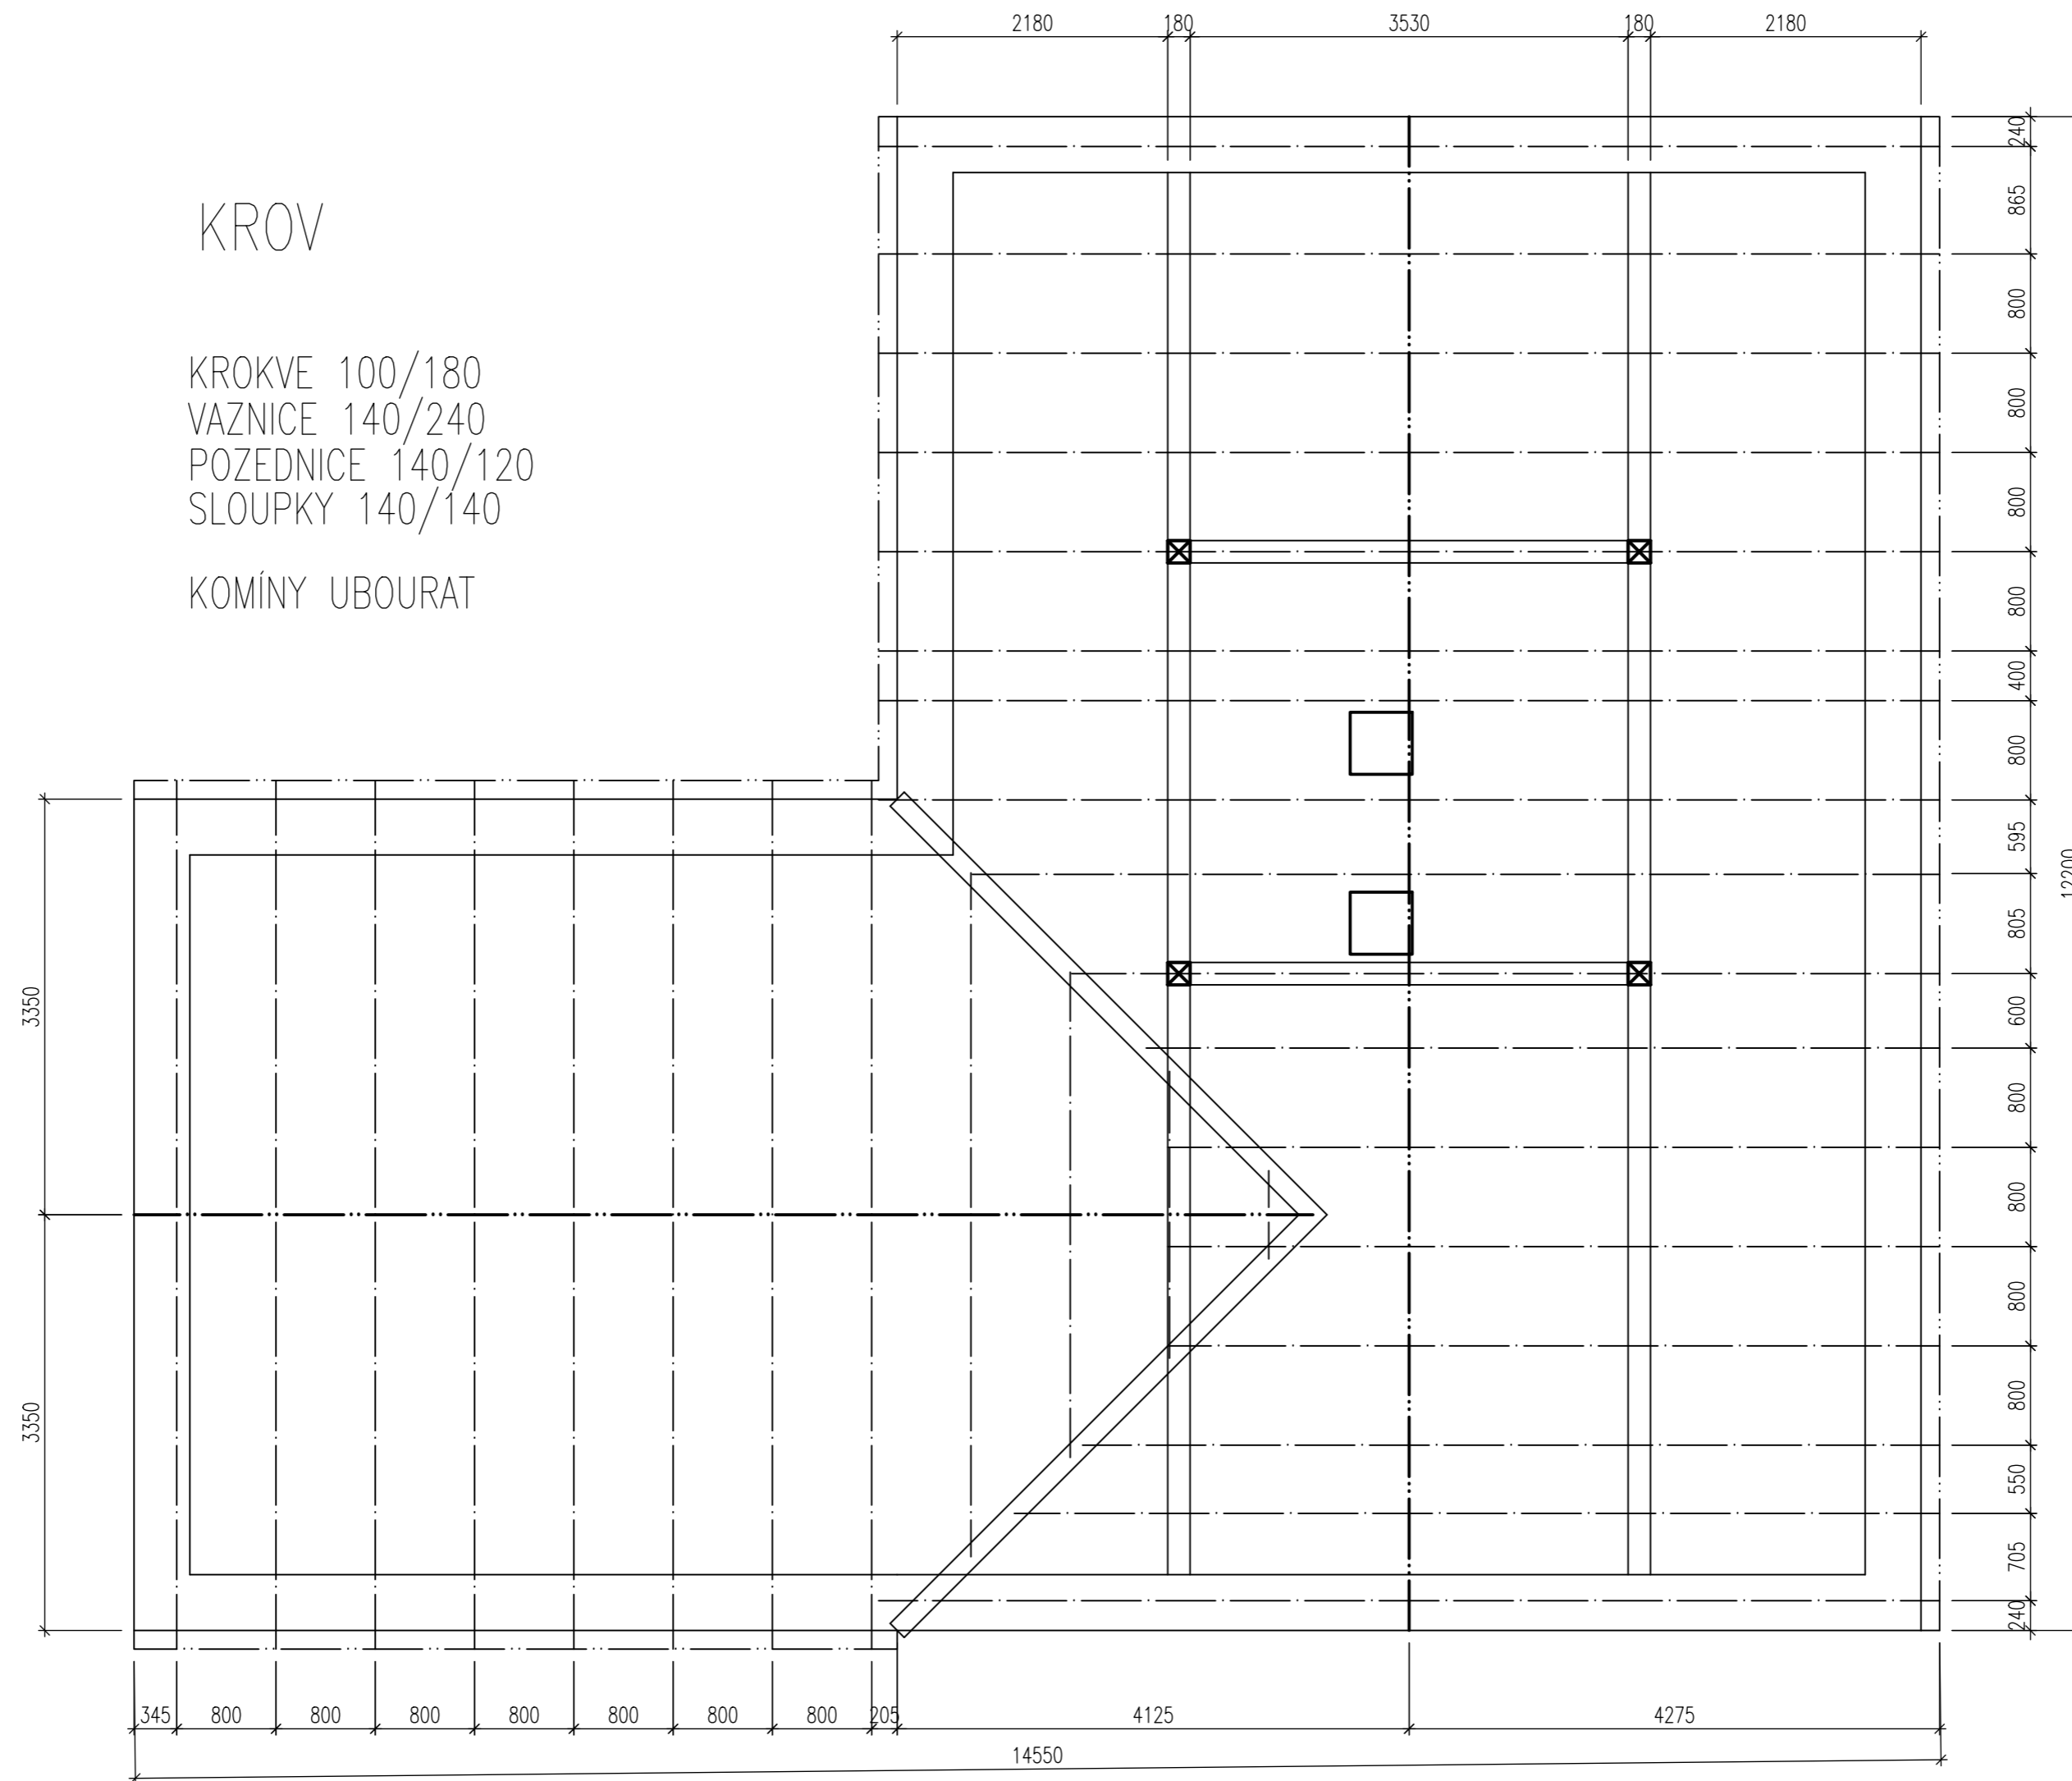 2180 180 3530 180 2180
KROV
KROKVE 100/180
VAZNICE 140/240
POZEDNICE 140/120
SLOUPKY 140/140
KOMÍNY UBOURAT
240
865
800
800
800
800
400
800
595
805
600
800
800
800
800
550
705
240
12200
3350
3350
345 800 800 800 800 800 800 800 205 4125 4275
14550